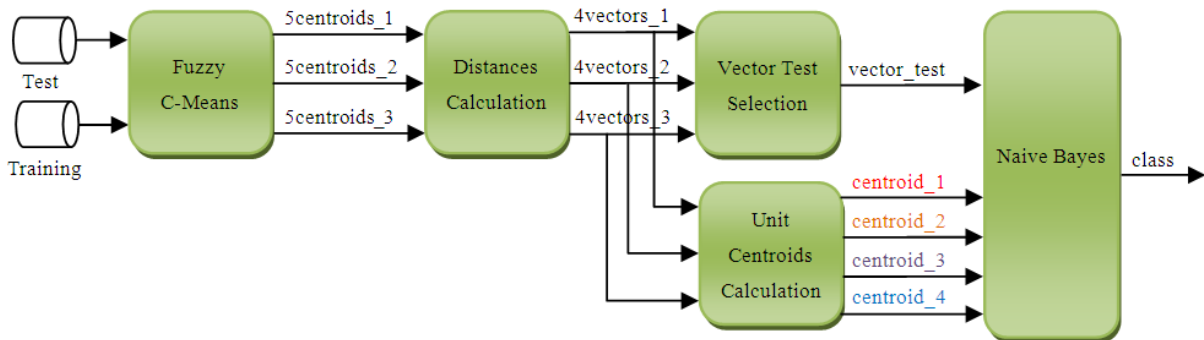 Test
Training
Fuzzy
C-Means
5centroids_1
5centroids_2
5centroids_3
Distances
Calculation
4vectors_1
4vectors_2
4vectors_3
Vector Test
Selection
vector_test
Unit
Centroids
Calculation
centroid_1
centroid_2
centroid_3
centroid_4
Naive Bayes
class